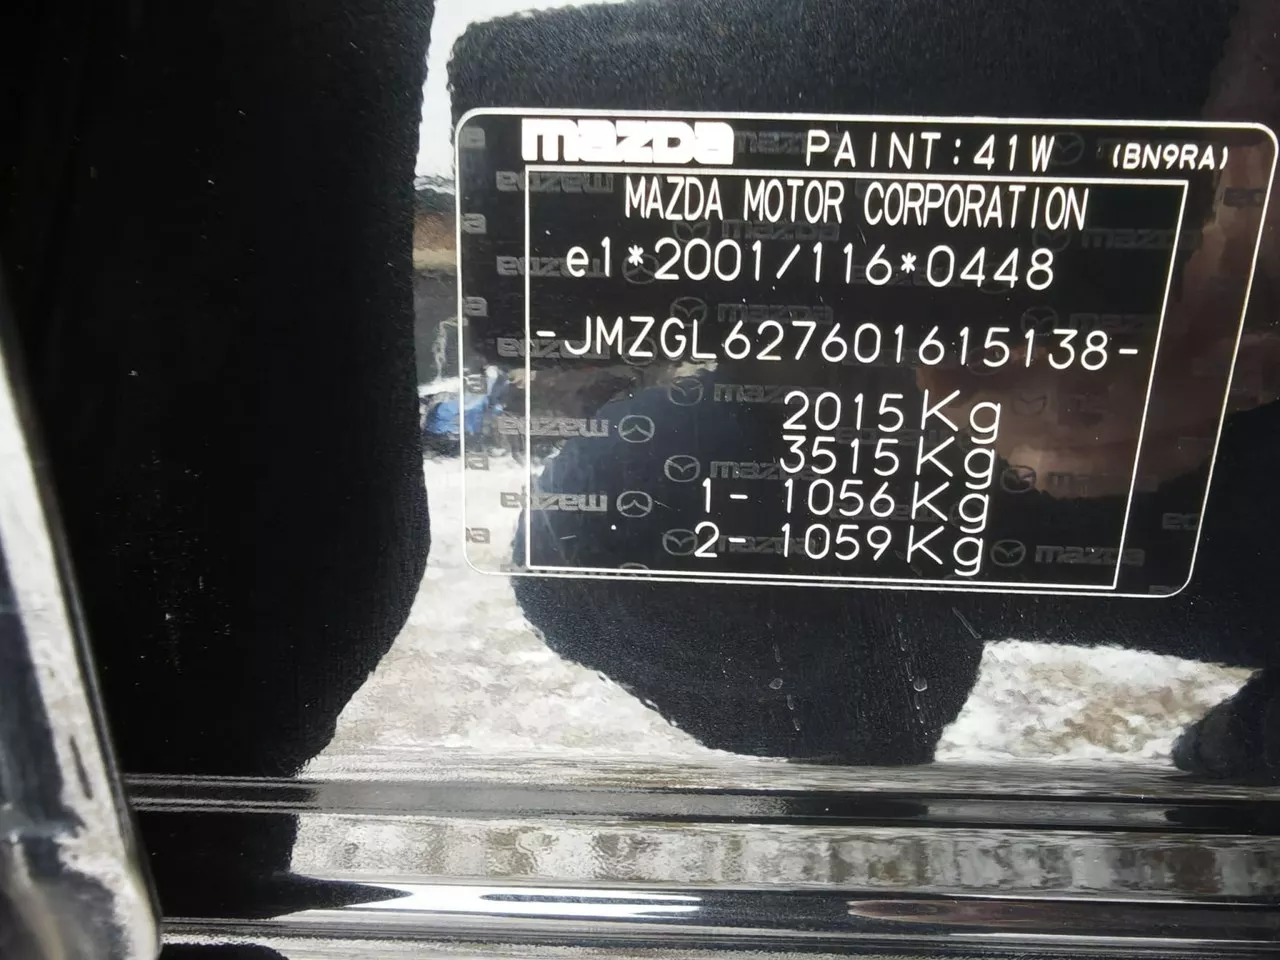 mazda PAINT:41W (BN9RA)
MAZDA MOTOR CORPORATION
e1*2001/116*0448
-JMZGL627601615138-
2015Kg
3515Kg
1- 1056Kg
2- 1059Kg